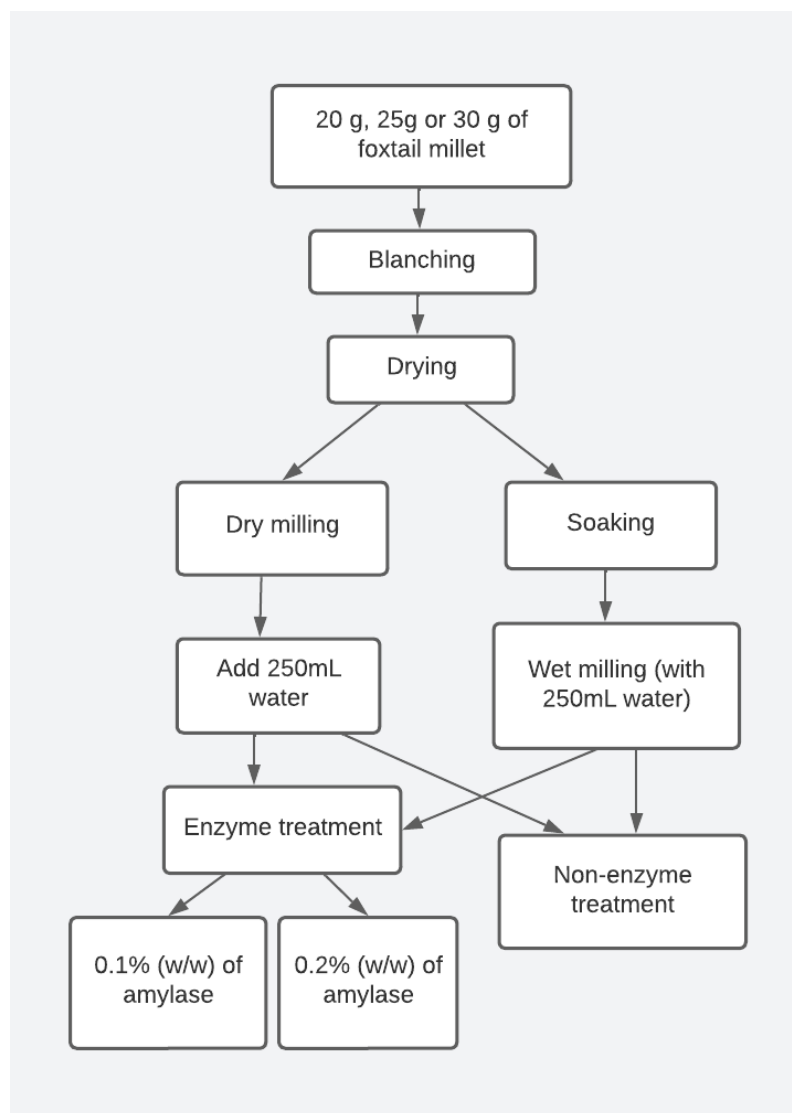 20 g, 25g or 30 g of
foxtail millet
Blanching
Drying
Dry milling
Soaking
Add 250mL
water
Wet milling (with
250mL water)
Enzyme treatment
Non-enzyme
treatment
0.1% (w/w) of
amylase
0.2% (w/w) of
amylase